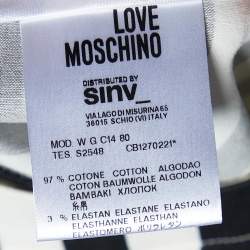 LOVE
MOSCHINO
DISTRIBUTED BY
sinv_
VIA LAGO DI MISURINA 65
36015 SCHIO (VI) ITALY
MOD. W G C14 80
TES. S2548 CB1270221*
97 % COTONE COTTON ALGODAO
COTON BAUMWOLLE ALGODON
BAMBAKI ХЛОПОК
3 % ELASTAN ELASTANE ELASTANO
ELASTHANNE ELASTHAN
ELASTOMERO ポリウレタン